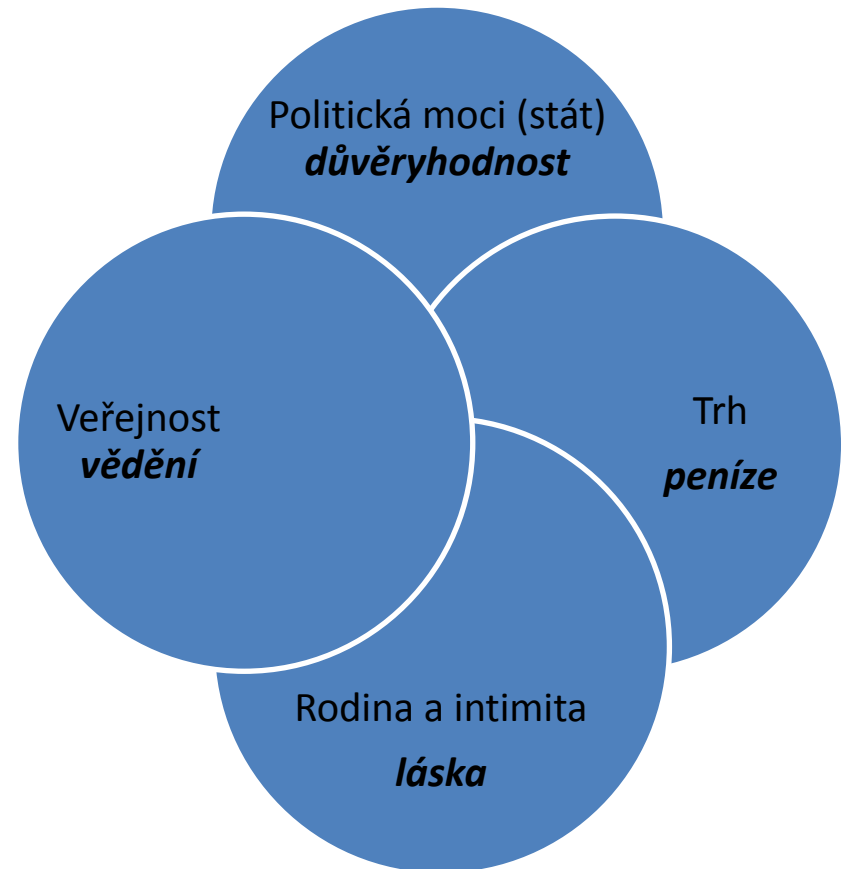 Politická moci (stát)
důvěryhodnost
Veřejnost
vědění
Trh
peníze
Rodina a intimita
láska